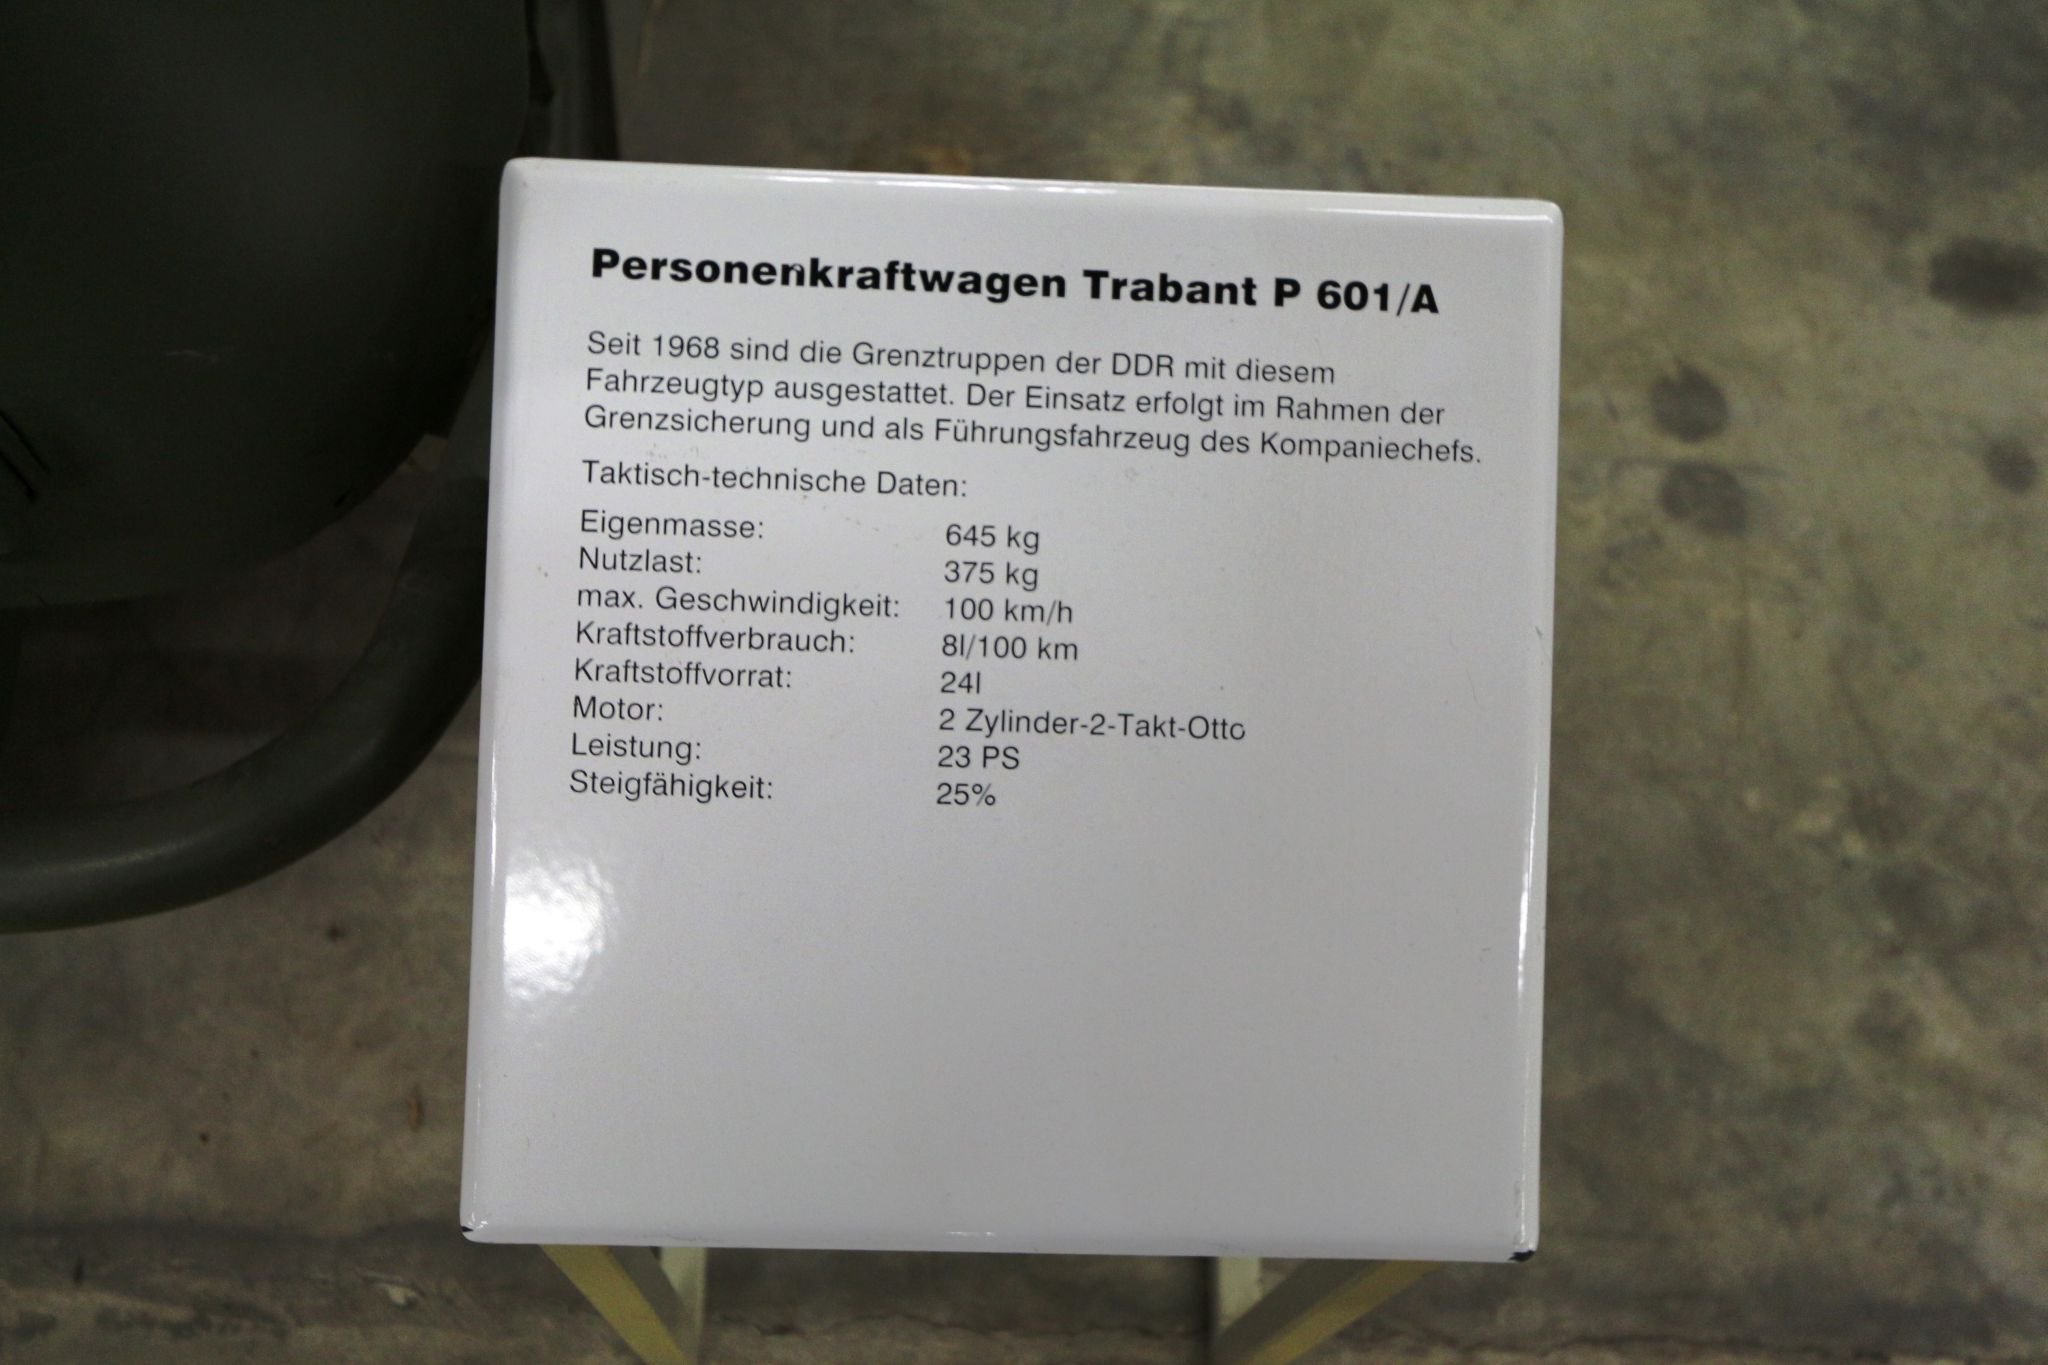 Personenkraftwagen Trabant P 601/A
Seit 1968 sind die Grenztruppen der DDR mit diesem
Fahrzeugtyp ausgestattet. Der Einsatz erfolgt im Rahmen der
Grenzsicherung und als Führungsfahrzeug des Kompaniechefs.
Taktisch-technische Daten:
Eigenmasse: 645 kg
Nutzlast: 375 kg
max. Geschwindigkeit: 100 km/h
Kraftstoffverbrauch: 8l/100 km
Kraftstoffvorrat: 24l
Motor: 2 Zylinder-2-Takt-Otto
Leistung: 23 PS
Steigfähigkeit: 25%